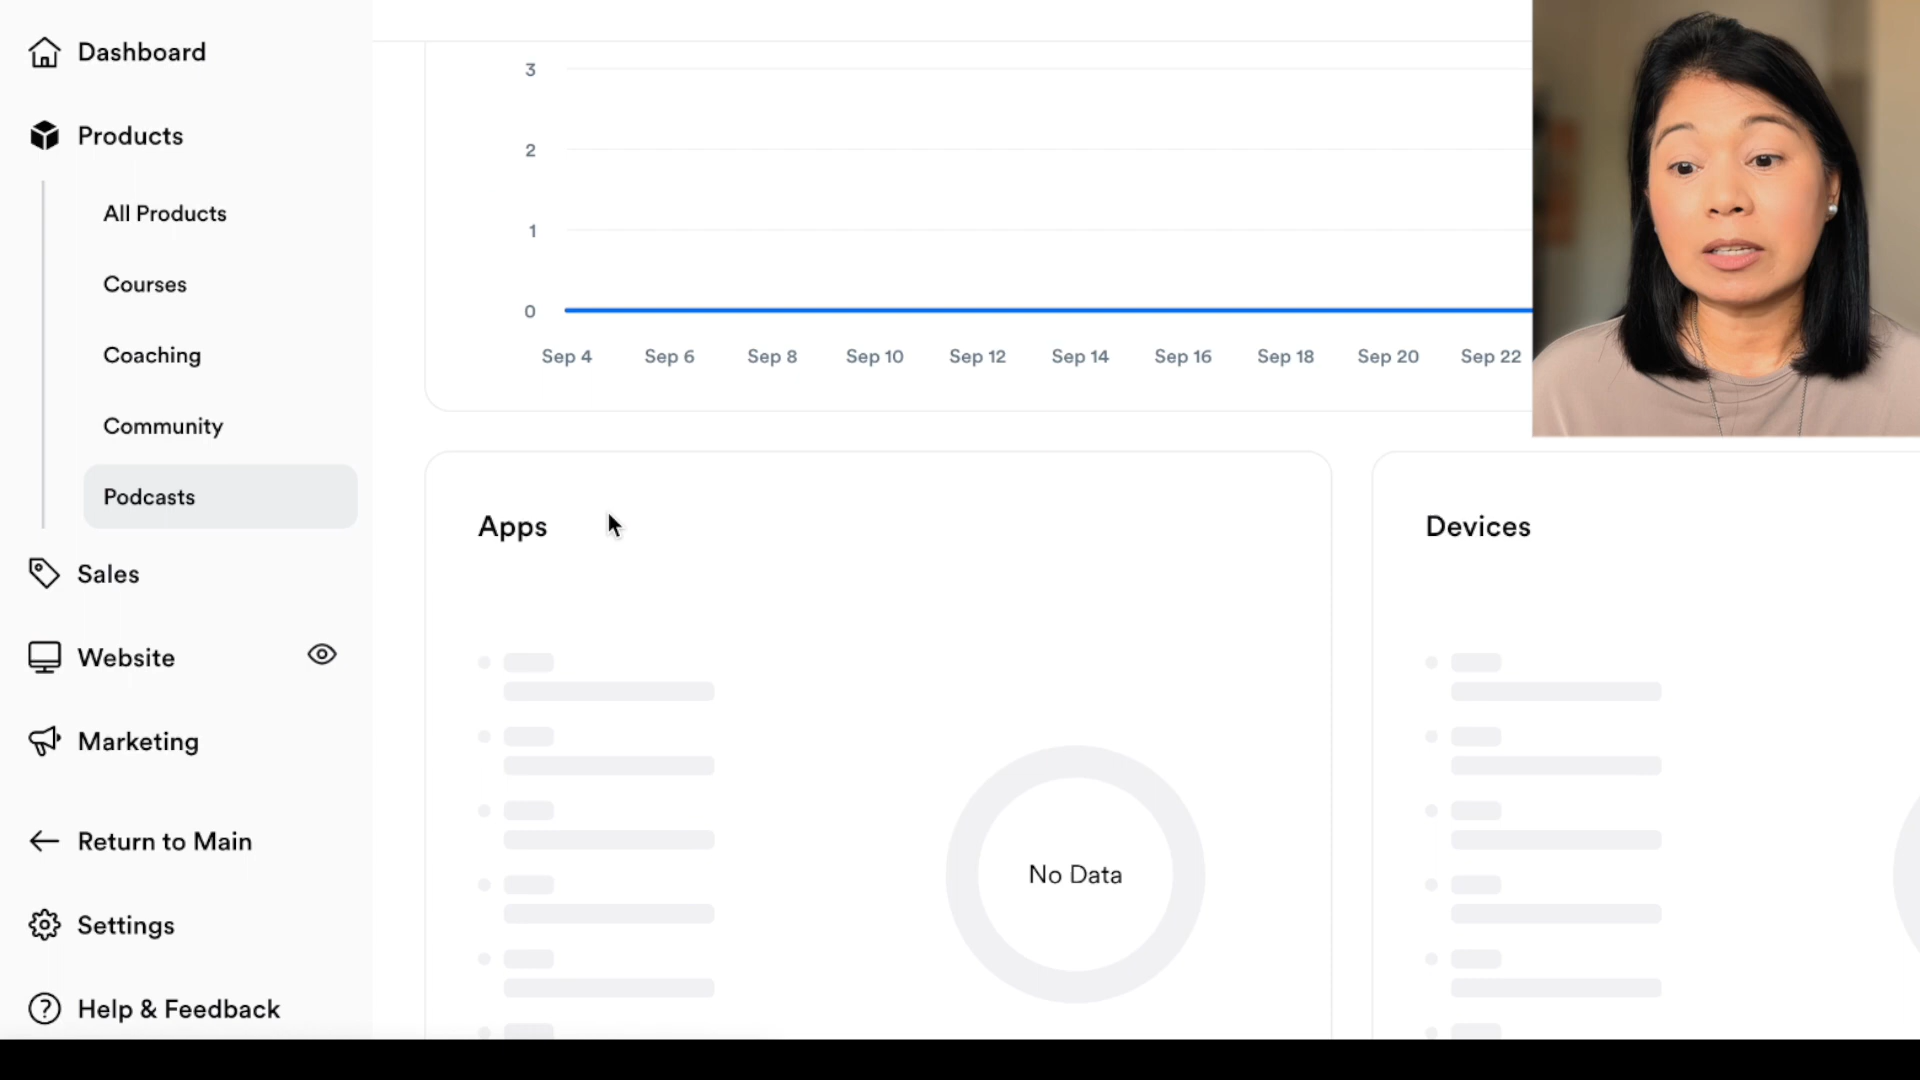 Dashboard
Products
All Products
Courses
Coaching
Community
Podcasts
Sales
Website
Marketing
Return to Main
Settings
Help & Feedback
3
2
1
0
Sep 4 Sep 6 Sep 8 Sep 10 Sep 12 Sep 14 Sep 16 Sep 18 Sep 20 Sep 22
Apps
No Data
Devices